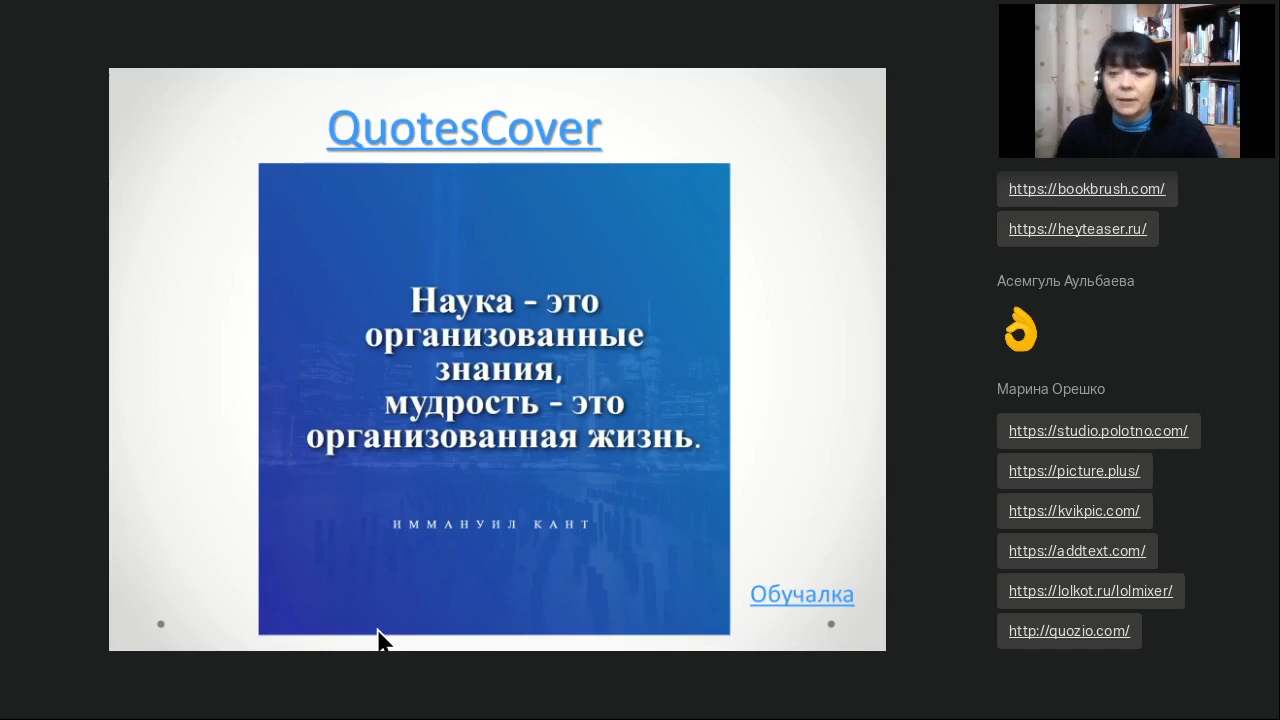 QuotesCover
Наука – это
организованные
знания,
мудрость – это
организованная жизнь.
ИММАНУИЛ КАНТ
Обучалка
https://bookbrush.com/
https://heyteaser.ru/
Асемгуль Аульбаева
Марина Орешко
https://studio.polotno.com/
https://picture.plus/
https://kvikpic.com/
https://addtext.com/
https://lolkot.ru/lolmixer/
http://quozio.com/